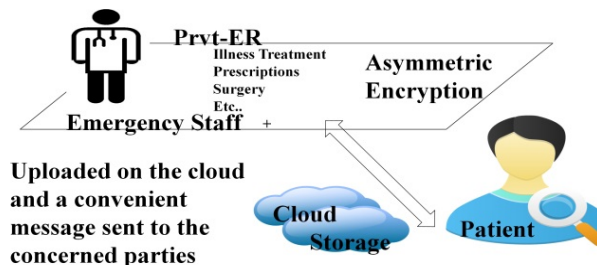 Prvt-ER
Illness Treatment
Prescriptions
Surgery
Etc..
Asymmetric
Encryption
Emergency Staff +
Uploaded on the cloud
and a convenient
message sent to the
concerned parties
Cloud
Storage
Patient